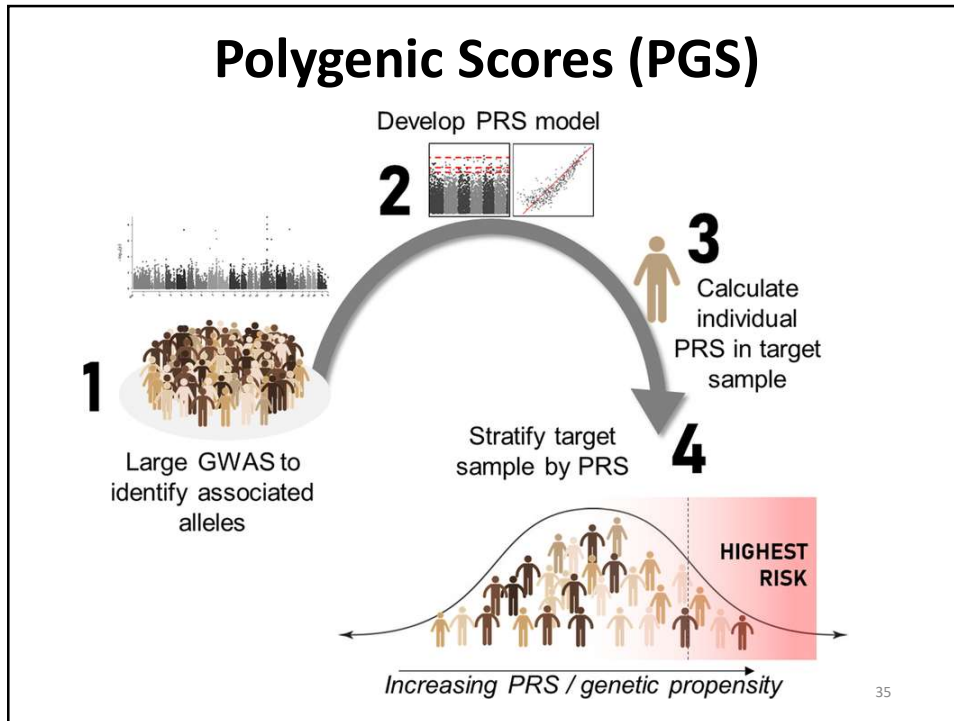 Polygenic Scores (PGS)
Develop PRS model
2
3
Calculate
individual
PRS in target
sample
1
Large GWAS to
identify associated
alleles
Stratify target
sample by PRS
4
HIGHEST
RISK
Increasing PRS / genetic propensity
35